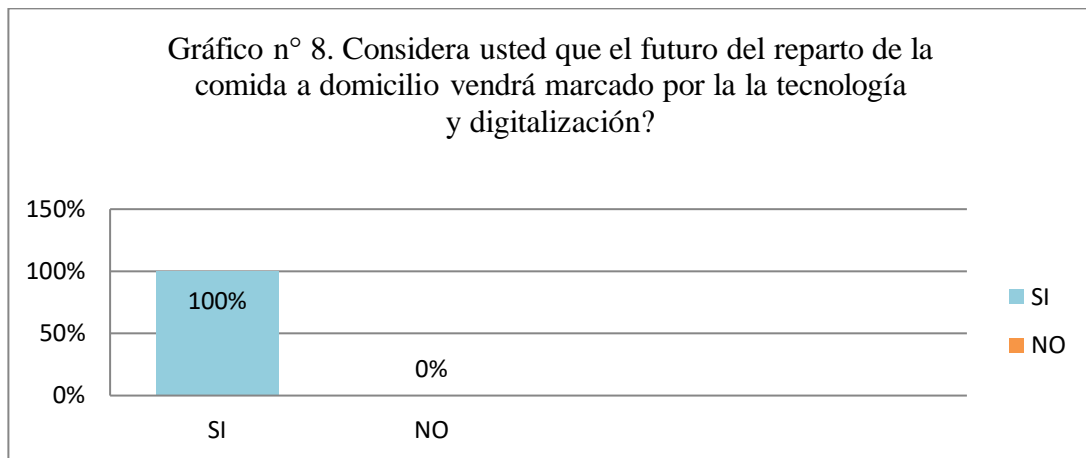 Gráfico n° 8. Considera usted que el futuro del reparto de la
comida a domicilio vendrá marcado por la la tecnología
y digitalización?
150%
100%
50%
0%
100%
0%
SI
NO
SI
NO